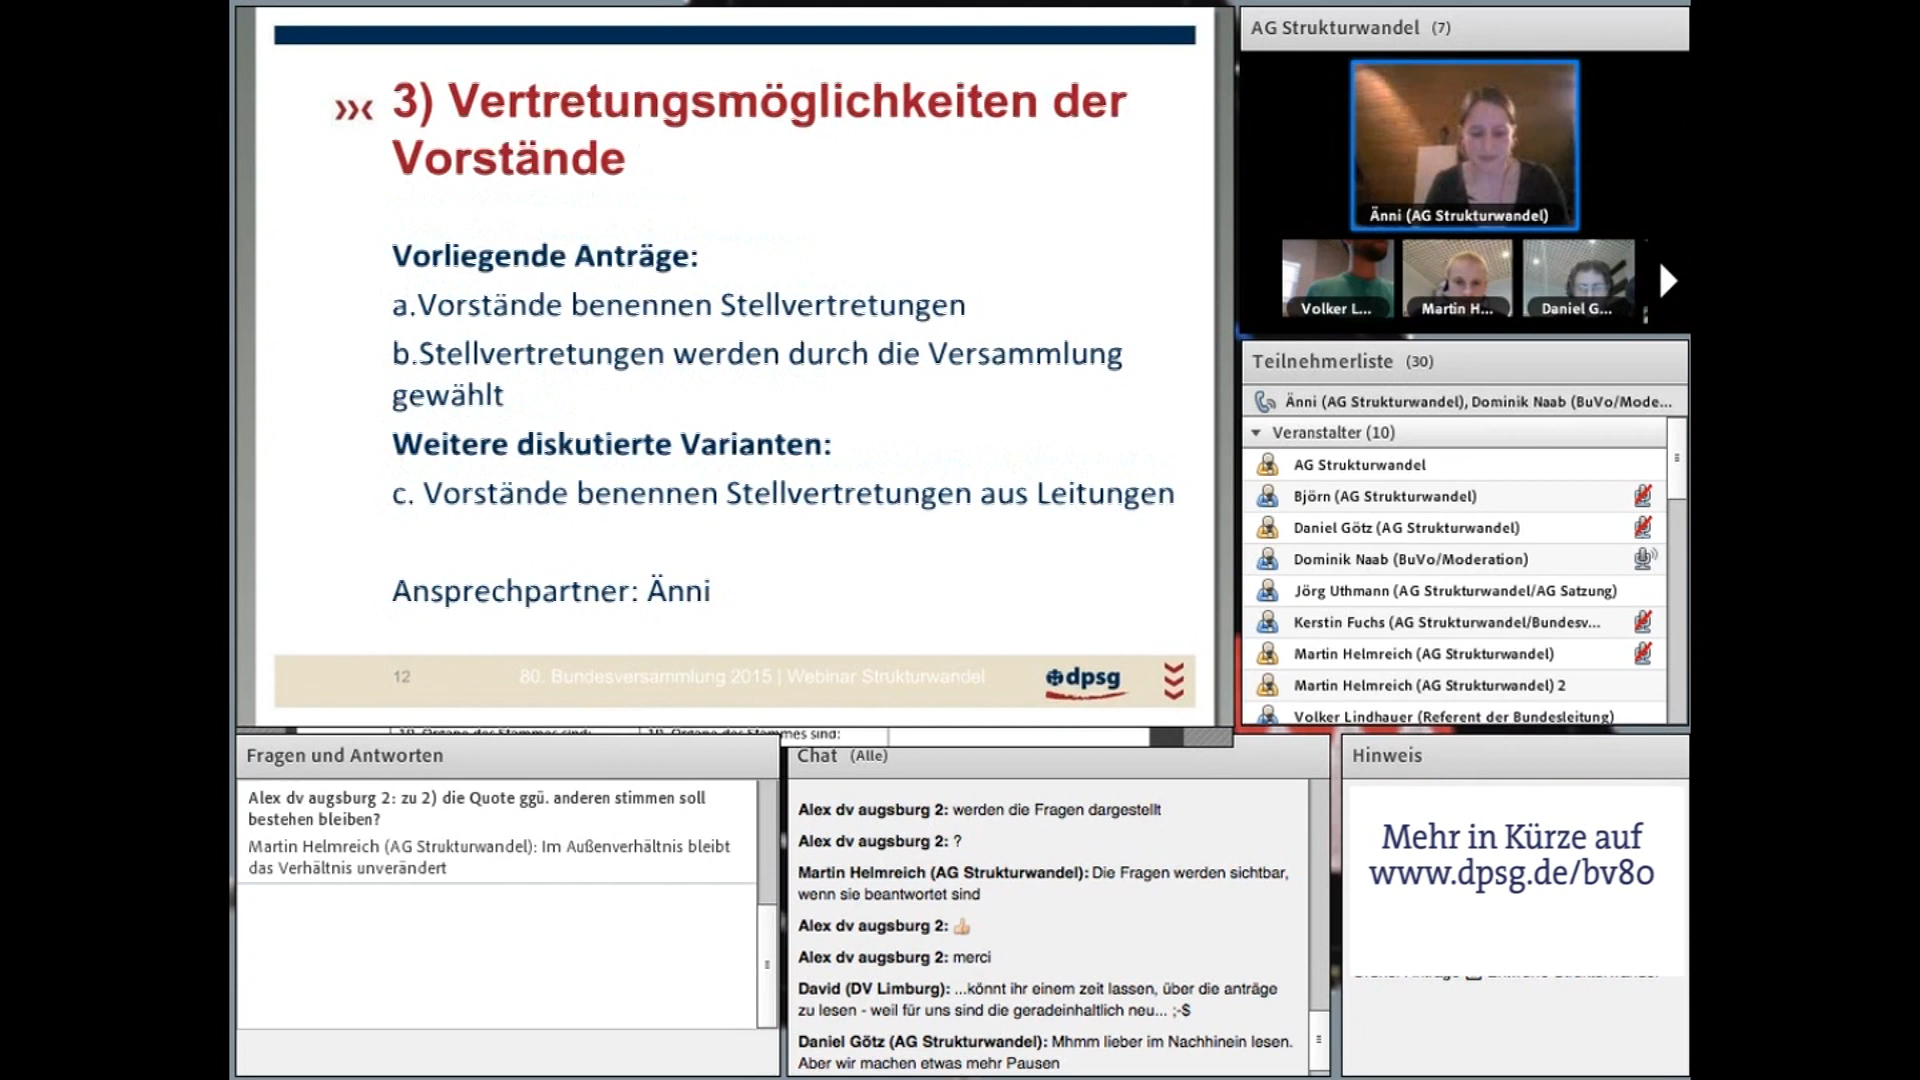 3) Vertretungsmöglichkeiten der
Vorstände
Vorliegende Anträge:
a.Vorstände benennen Stellvertretungen
b.Stellvertretungen werden durch die Versammlung
gewählt
Weitere diskutierte Varianten:
c. Vorstände benennen Stellvertretungen aus Leitungen
Ansprechpartner: Änni
12
80. Bundesversammlung 2015 | Webinar Strukturwandel
dpsg
AG Strukturwandel (7)
Änni (AG Strukturwandel)
Volker L...
Martin H...
Daniel G...
Teilnehmerliste (30)
Änni (AG Strukturwandel), Dominik Naab (BuVo/Mode...
Veranstalter (10)
AG Strukturwandel
Björn (AG Strukturwandel)
Daniel Götz (AG Strukturwandel)
Dominik Naab (BuVo/Moderation)
Jörg Uthmann (AG Strukturwandel/AG Satzung)
Kerstin Fuchs (AG Strukturwandel/Bundesv...
Martin Helmreich (AG Strukturwandel)
Martin Helmreich (AG Strukturwandel) 2
Volker Lindhauer (Referent der Bundesleitung)
Fragen und Antworten
Alex dv augsburg 2: zu 2) die Quote ggü. anderen stimmen soll
bestehen bleiben?
Martin Helmreich (AG Strukturwandel): Im Außenverhältnis bleibt
das Verhältnis unverändert
Chat (Alle)
Alex dv augsburg 2: werden die Fragen dargestellt
Alex dv augsburg 2: ?
Martin Helmreich (AG Strukturwandel): Die Fragen werden sichtbar,
wenn sie beantwortet sind
Alex dv augsburg 2: 👍
Alex dv augsburg 2: merci
David (DV Limburg): ...könnt ihr einem zeit lassen, über die anträge
zu lesen - weil für uns sind die geradeinhaltlich neu... ;-$
Daniel Götz (AG Strukturwandel): Mhmm lieber im Nachhinein lesen.
Aber wir machen etwas mehr Pausen
Hinweis
Mehr in Kürze auf
www.dpsg.de/bv80